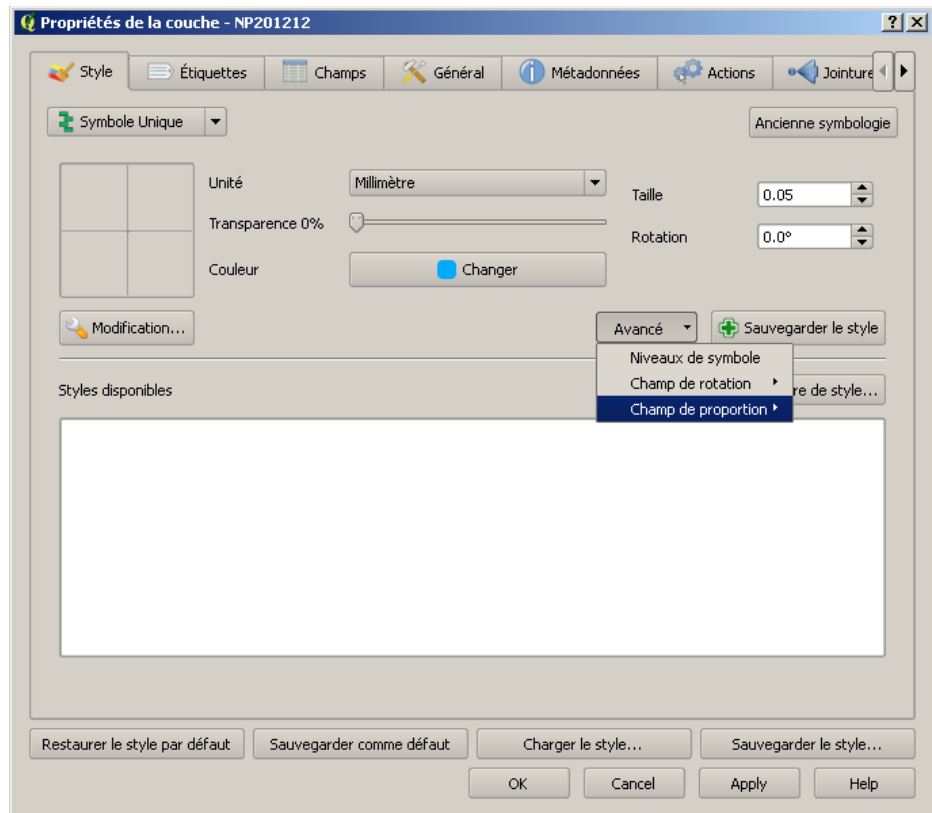 Propriétés de la couche - NP201212
Style Étiquettes Champs Général Métadonnées Actions Jointure
Symbole Unique Ancienne symbologie
Unité Millimètre Taille 0.05
Transparence 0% Rotation 0.0°
Couleur Changer
Modification... Avancé Sauvegarder le style
Niveaux de symbole
Styles disponibles Champ de rotation re de style...
Champ de proportion
Restaurer le style par défaut Sauvegarder comme défaut Charger le style... Sauvegarder le style...
OK Cancel Apply Help